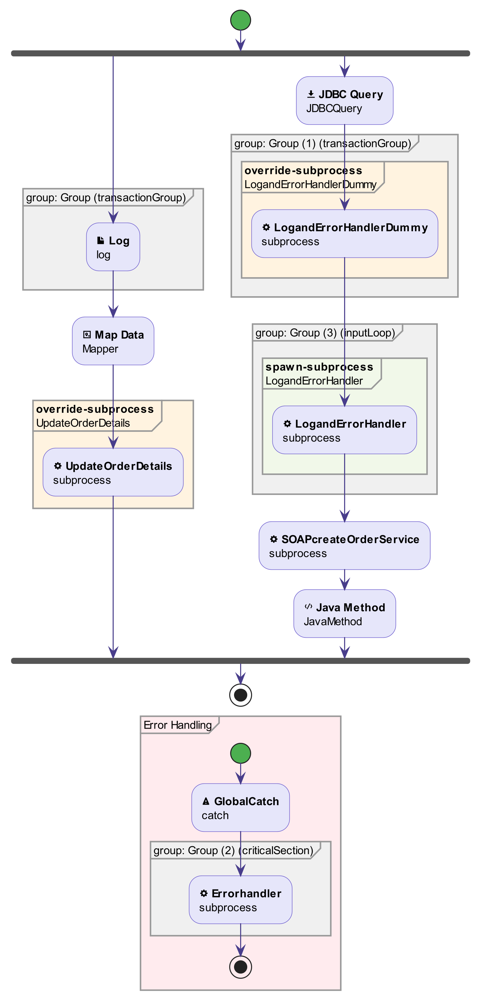 JDBC Query
JDBCQuery
group: Group (1) (transactionGroup)
override-subprocess
LogandErrorHandlerDummy
LogandErrorHandlerDummy
subprocess
group: Group (transactionGroup)
Log
log
Map Data
Mapper
group: Group (3) (inputLoop)
spawn-subprocess
LogandErrorHandler
LogandErrorHandler
subprocess
override-subprocess
UpdateOrderDetails
UpdateOrderDetails
subprocess
SOAPcreateOrderService
subprocess
Java Method
JavaMethod
Error Handling
GlobalCatch
catch
group: Group (2) (criticalSection)
Errorhandler
subprocess